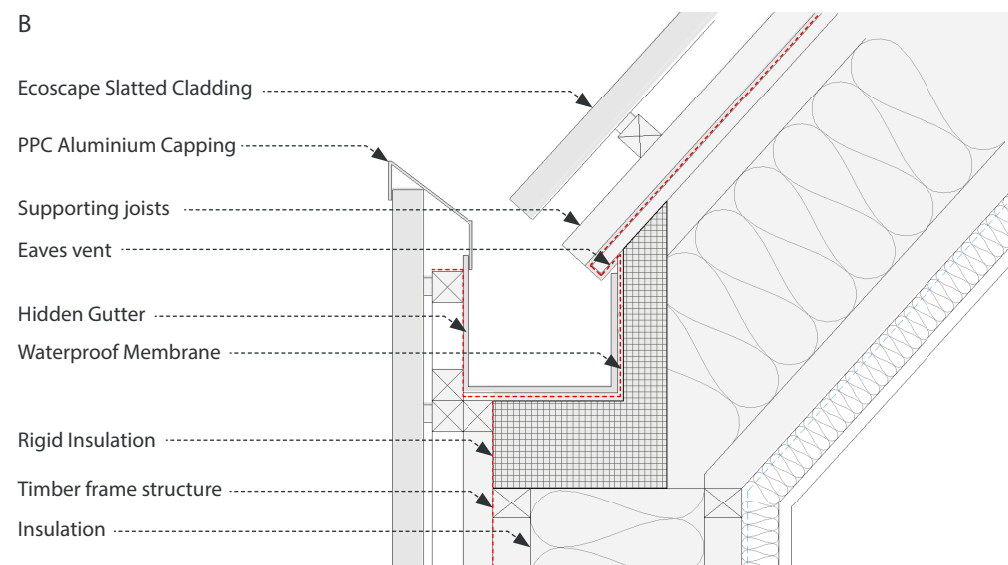 B
Ecoscape Slatted Cladding
PPC Aluminium Capping
Supporting joists
Eaves vent
Hidden Gutter
Waterproof Membrane
Rigid Insulation
Timber frame structure
Insulation